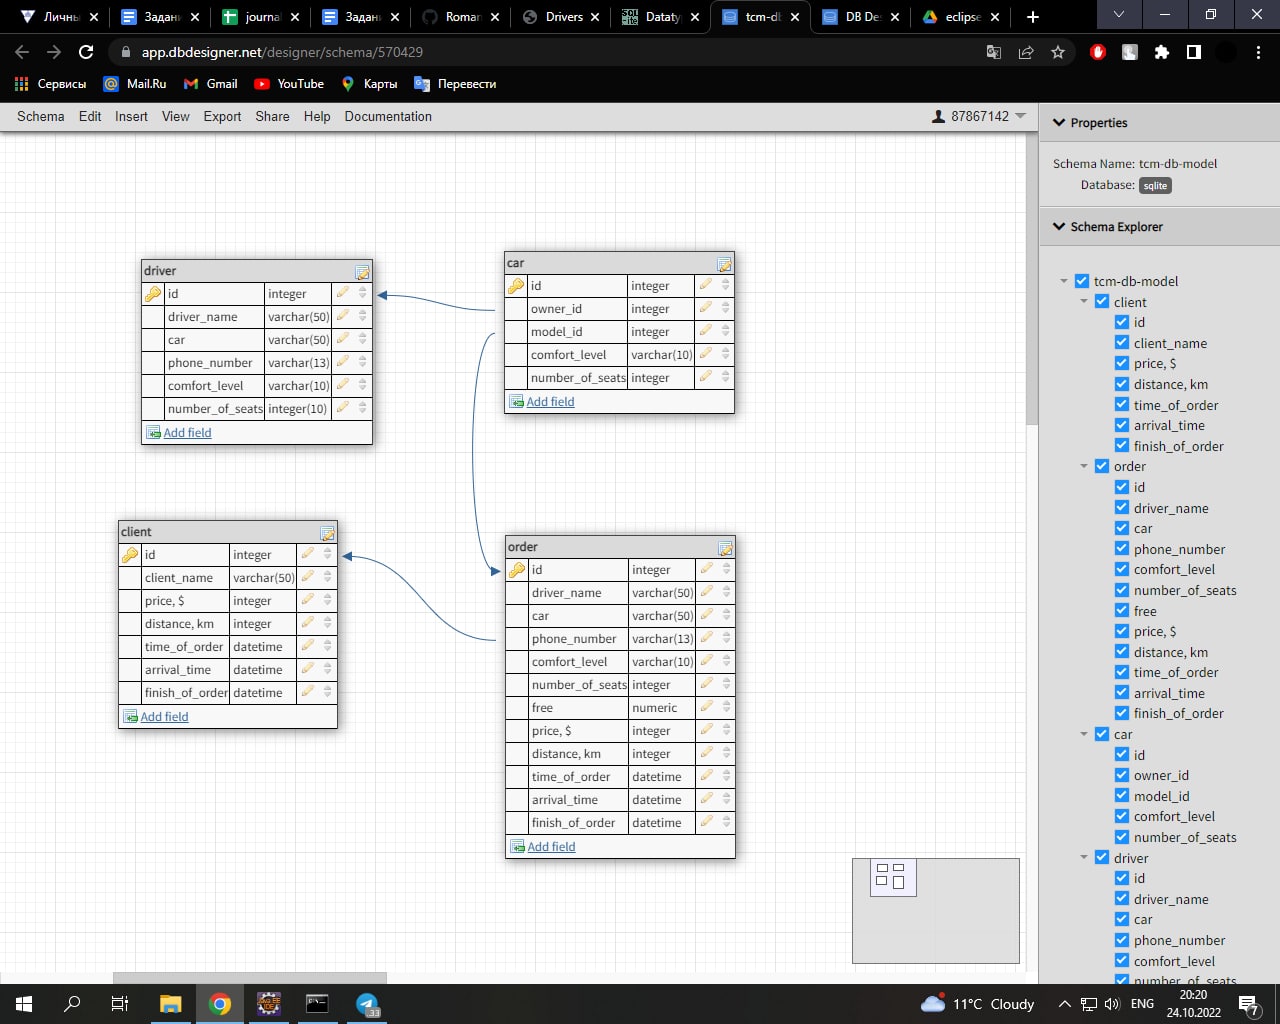 Личны
Задани
journal
Задани
Roman
Drivers
Dataty
tcm-db
DB De
eclipse
app.dbdesigner.net/designer/schema/570429
Сервисы
Mail.Ru
Gmail
YouTube
Карты
Перевести
Schema Edit Insert View Export Share Help Documentation
87867142
Properties
Schema Name: tcm-db-model
Database: sqlite
Schema Explorer
driver
id integer
driver_name varchar(50)
car varchar(50)
phone_number varchar(13)
comfort_level varchar(10)
number_of_seats integer(10)
Add field
car
id integer
owner_id integer
model_id integer
comfort_level varchar(10)
number_of_seats integer
Add field
client
id integer
client_name varchar(50)
price, $ integer
distance, km integer
time_of_order datetime
arrival_time datetime
finish_of_order datetime
Add field
order
id integer
driver_name varchar(50)
car varchar(50)
phone_number varchar(13)
comfort_level varchar(10)
number_of_seats integer
free numeric
price, $ integer
distance, km integer
time_of_order datetime
arrival_time datetime
finish_of_order datetime
Add field
tcm-db-model
client
id
client_name
price, $
distance, km
time_of_order
arrival_time
finish_of_order
order
id
driver_name
car
phone_number
comfort_level
number_of_seats
free
price, $
distance, km
time_of_order
arrival_time
finish_of_order
car
id
owner_id
model_id
comfort_level
number_of_seats
driver
id
driver_name
car
phone_number
comfort_level
number_of_seats
33
11°C Cloudy
ENG
20:20
24.10.2022
7